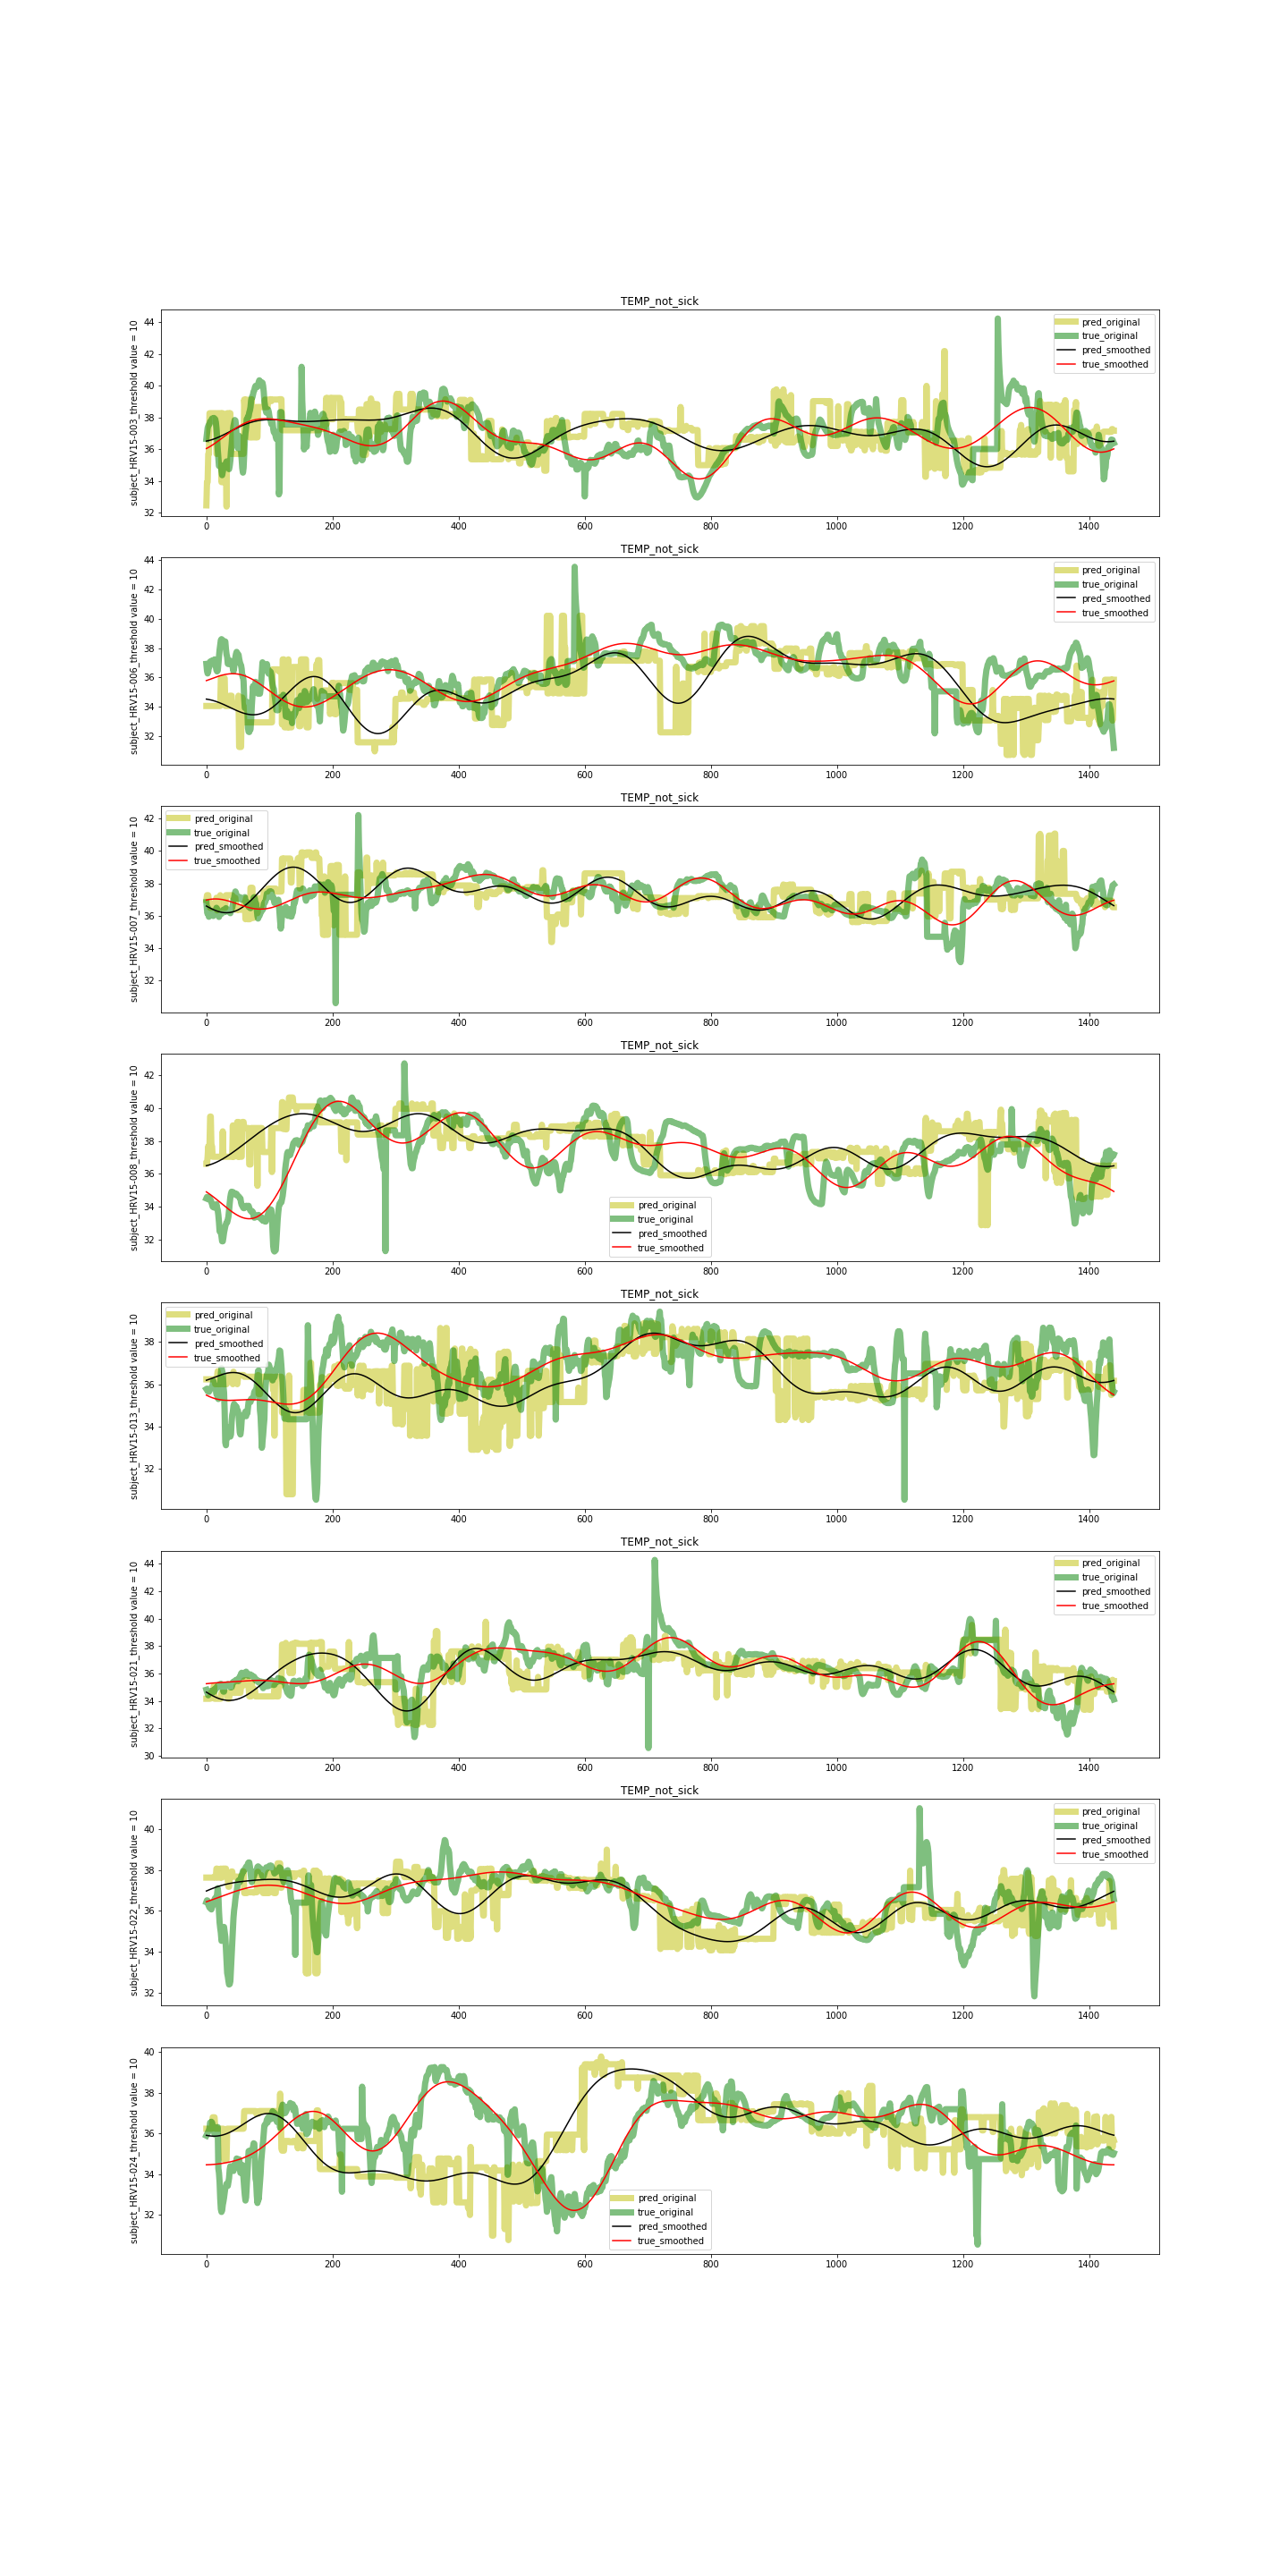 TEMP_not_sick
subject_HRV15-003_threshold value = 10
44
42
40
38
36
34
32
pred_original
true_original
pred_smoothed
true_smoothed
0 200 400 600 800 1000 1200 1400
TEMP_not_sick
subject_HRV15-006_threshold value = 10
44
42
40
38
36
34
32
pred_original
true_original
pred_smoothed
true_smoothed
0 200 400 600 800 1000 1200 1400
TEMP_not_sick
subject_HRV15-007_threshold value = 10
42
40
38
36
34
32
pred_original
true_original
pred_smoothed
true_smoothed
0 200 400 600 800 1000 1200 1400
TEMP_not_sick
subject_HRV15-008_threshold value = 10
42
40
38
36
34
32
pred_original
true_original
pred_smoothed
true_smoothed
0 200 400 600 800 1000 1200 1400
TEMP_not_sick
subject_HRV15-013_threshold value = 10
38
36
34
32
pred_original
true_original
pred_smoothed
true_smoothed
0 200 400 600 800 1000 1200 1400
TEMP_not_sick
subject_HRV15-021_threshold value = 10
44
42
40
38
36
34
32
30
pred_original
true_original
pred_smoothed
true_smoothed
0 200 400 600 800 1000 1200 1400
TEMP_not_sick
subject_HRV15-022_threshold value = 10
40
38
36
34
32
pred_original
true_original
pred_smoothed
true_smoothed
0 200 400 600 800 1000 1200 1400
subject_HRV15-024_threshold value = 10
40
38
36
34
32
pred_original
true_original
pred_smoothed
true_smoothed
0 200 400 600 800 1000 1200 1400